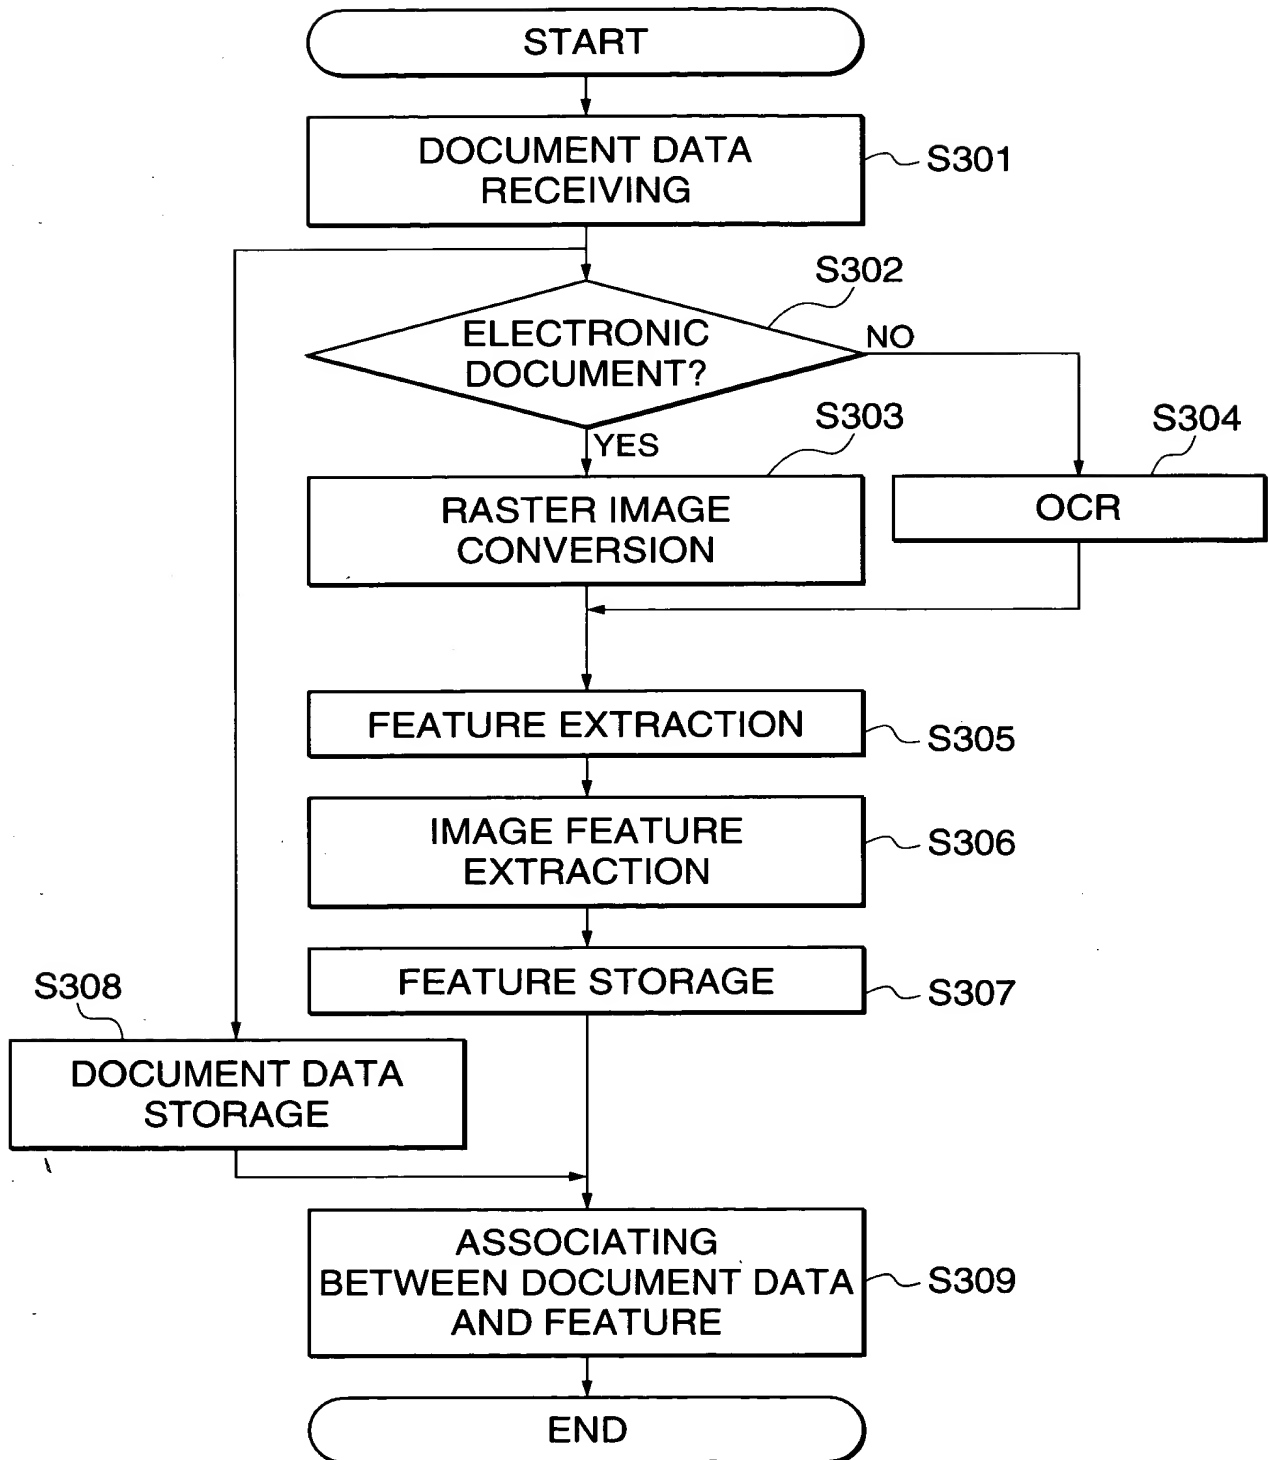 START
DOCUMENT DATA
RECEIVING
S301
S302
ELECTRONIC
DOCUMENT?
NO
YES
S303
RASTER IMAGE
CONVERSION
S304
OCR
FEATURE EXTRACTION
S305
IMAGE FEATURE
EXTRACTION
S306
FEATURE STORAGE
S307
S308
DOCUMENT DATA
STORAGE
ASSOCIATING
BETWEEN DOCUMENT DATA
AND FEATURE
S309
END